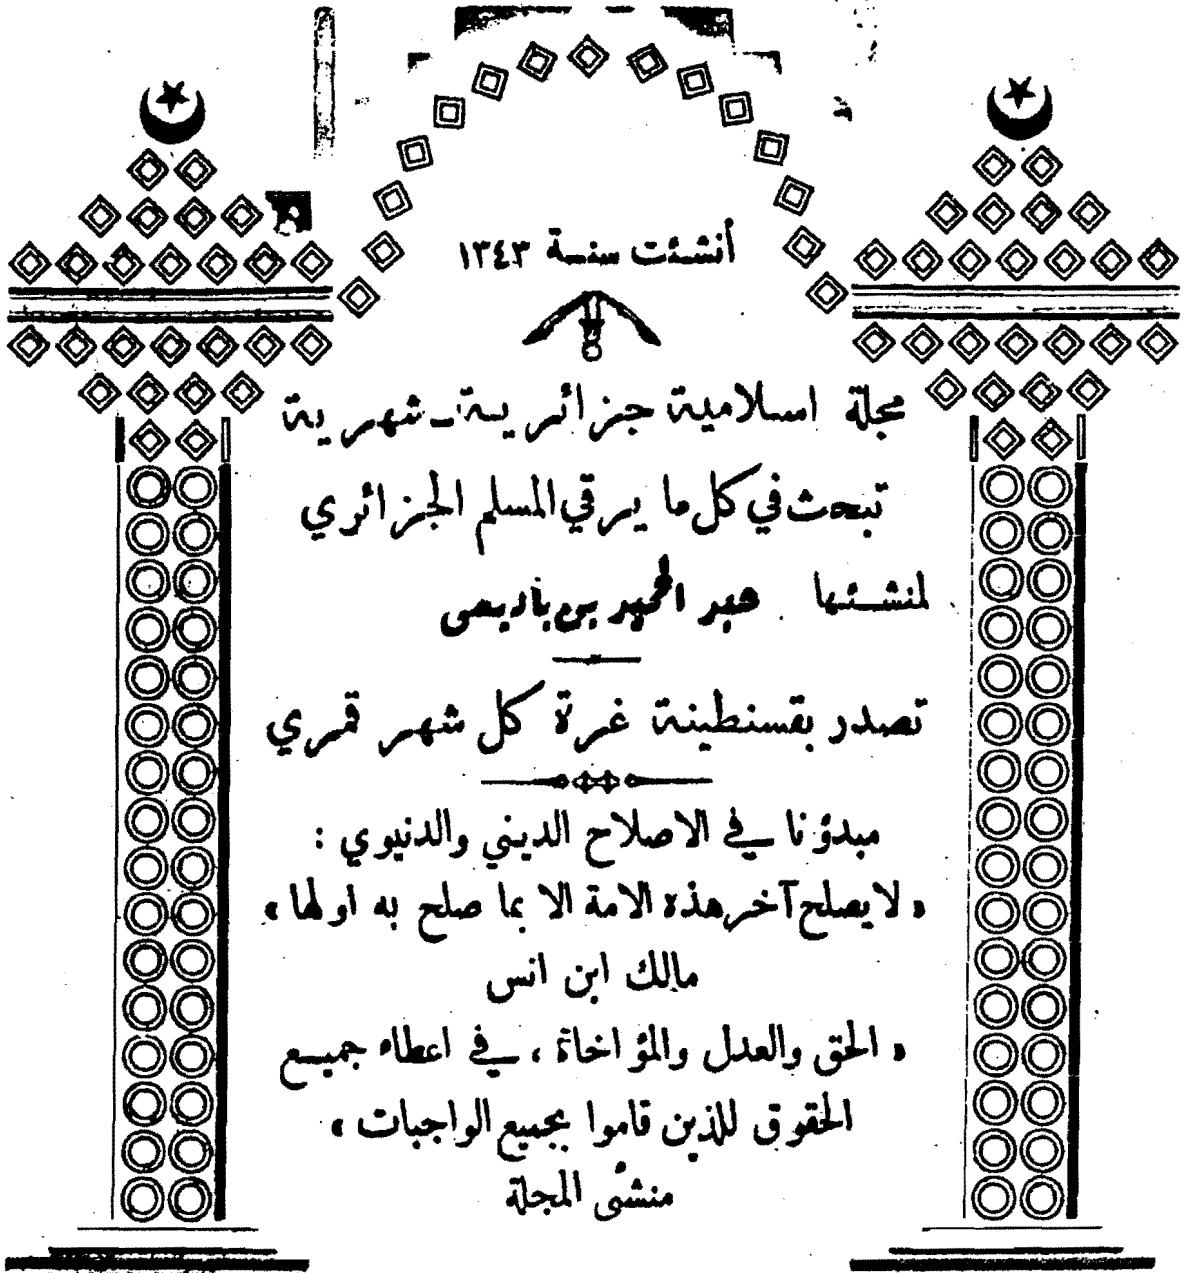 أنشئت سنة ١٣٤٣
مجلة اسلامية جزائرية ـ شهرية
تبحث في كل ما يرقي المسلم الجزائري
لمنشئها عبد الحميد بن باديس
تصدر بقسنطينة غرة كل شهر قمري
مبدؤنا في الاصلاح الديني والدنيوي :
« لا يصلح آخر هذه الامة الا بما صلح به اولها »
مالك ابن انس
« الحق والعدل والمؤاخاة ، في اعطاء جميع
الحقوق للذين قاموا بجميع الواجبات »
منشئ المجلة